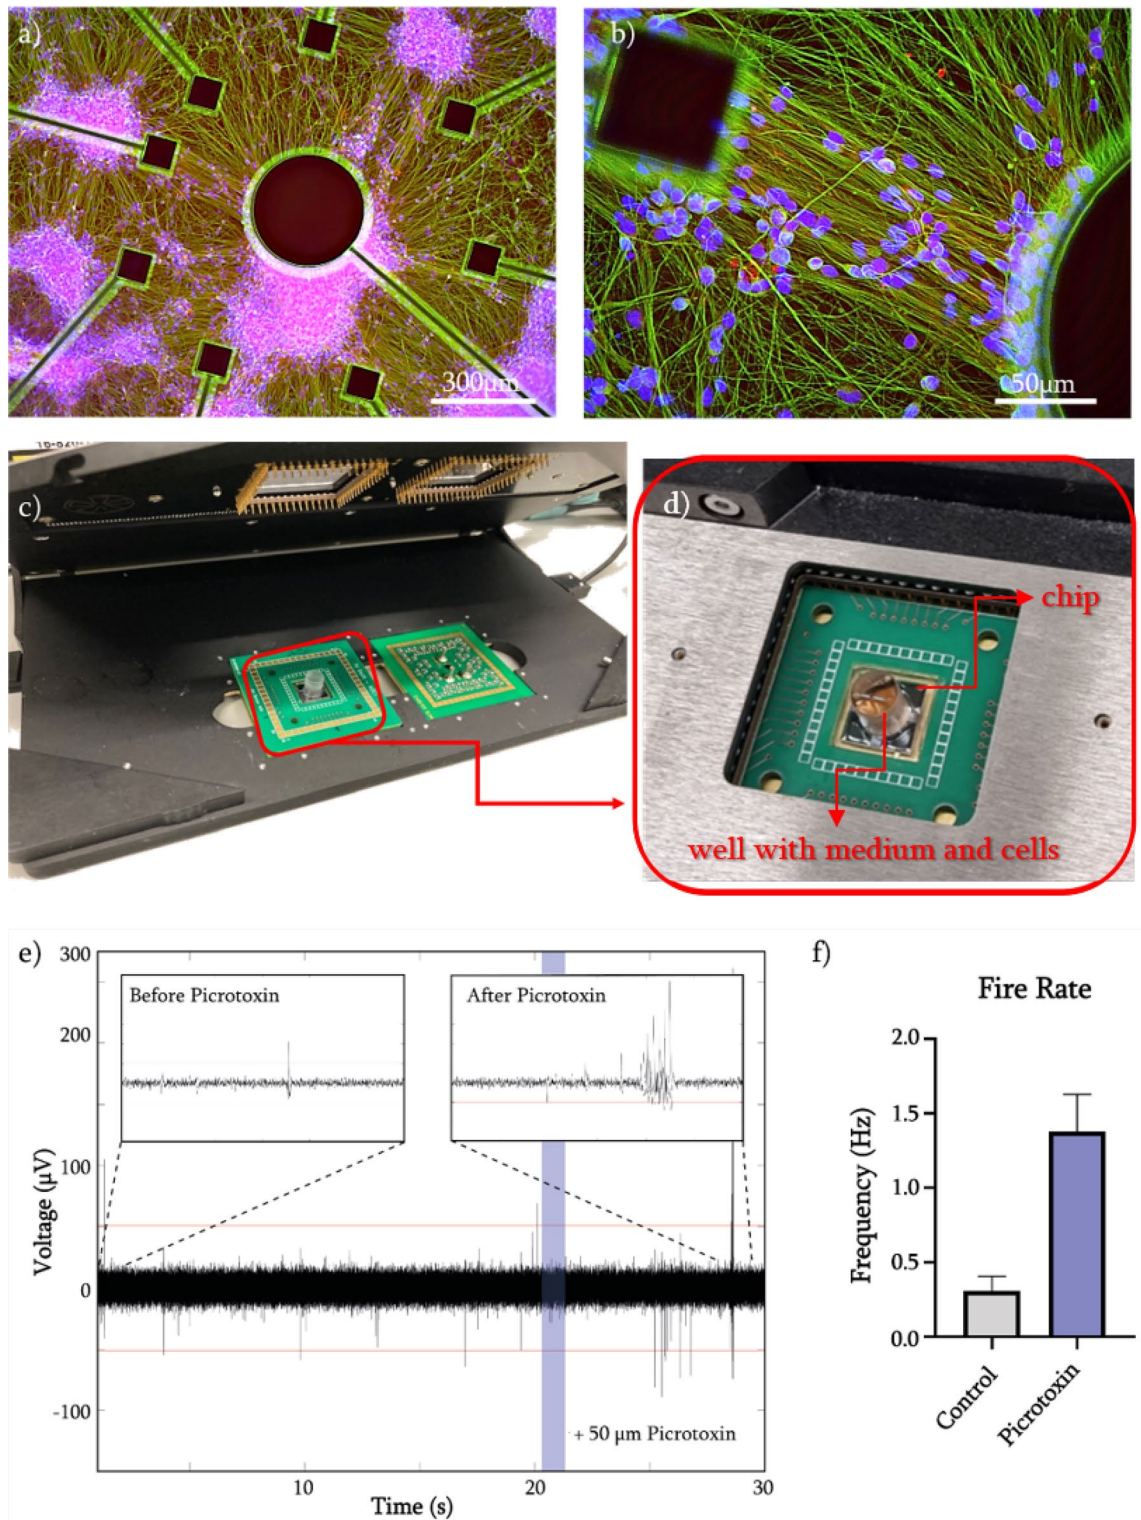 a)
300µm
b)
50µm
c)
d)
chip
well with medium and cells
e)
300
200
100
0
-100
Voltage (µV)
Before Picrotoxin
After Picrotoxin
+ 50 µm Picrotoxin
10
20
30
Time (s)
f)
Fire Rate
2.0
1.5
1.0
0.5
0.0
Frequency (Hz)
Control
Picrotoxin